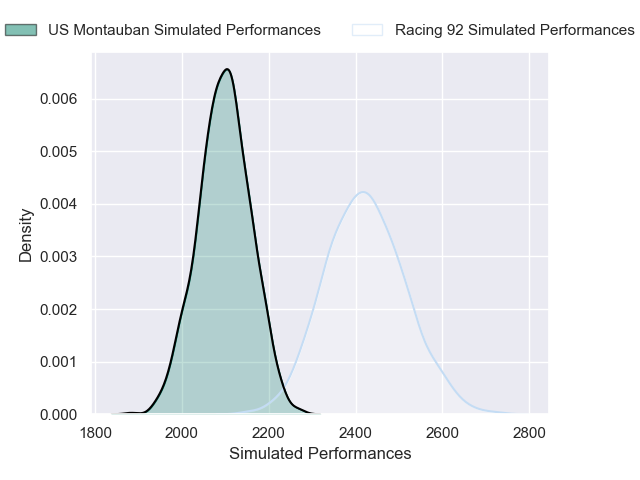 US Montauban Simulated Performances
Racing 92 Simulated Performances
0.006
0.005
0.004
0.003
0.002
0.001
0.000
Density
1800 2000 2200 2400 2600 2800
Simulated Performances